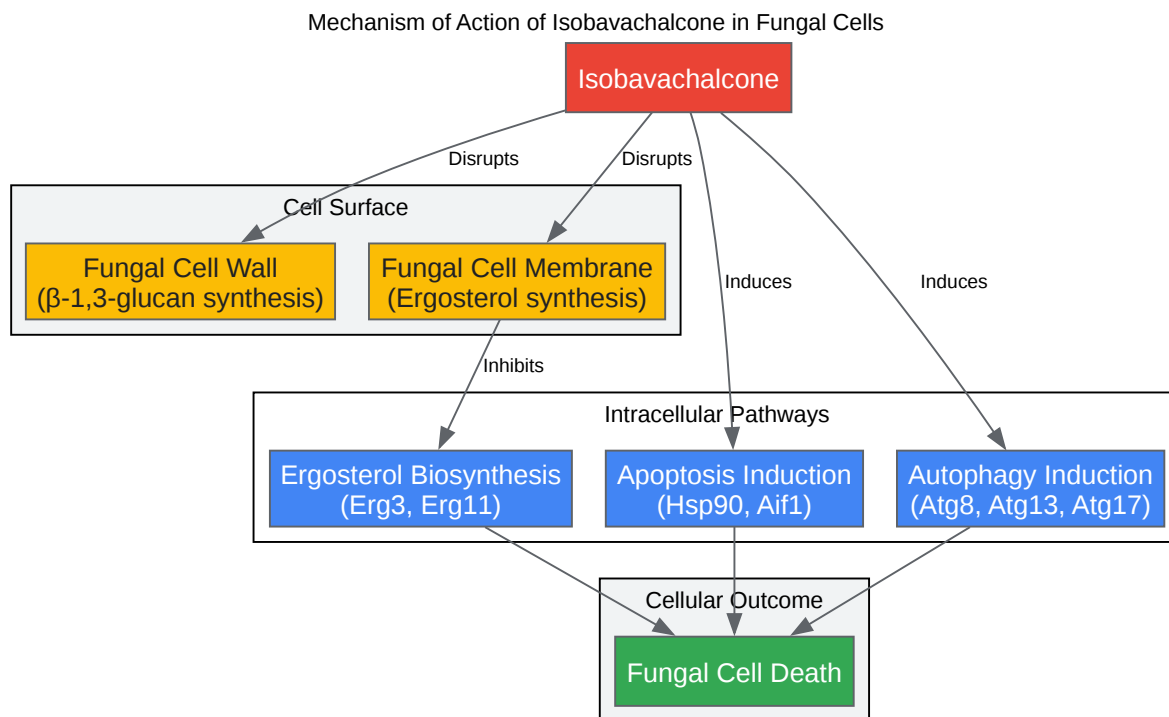 Mechanism of Action of Isobavachalcone in Fungal Cells
Isobavachalcone
Disrupts
Disrupts
Cell Surface
Fungal Cell Wall
(β-1,3-glucan synthesis)
Fungal Cell Membrane
(Ergosterol synthesis)
Induces
Induces
Inhibits
Intracellular Pathways
Ergosterol Biosynthesis
(Erg3, Erg11)
Apoptosis Induction
(Hsp90, Aif1)
Autophagy Induction
(Atg8, Atg13, Atg17)
Cellular Outcome
Fungal Cell Death